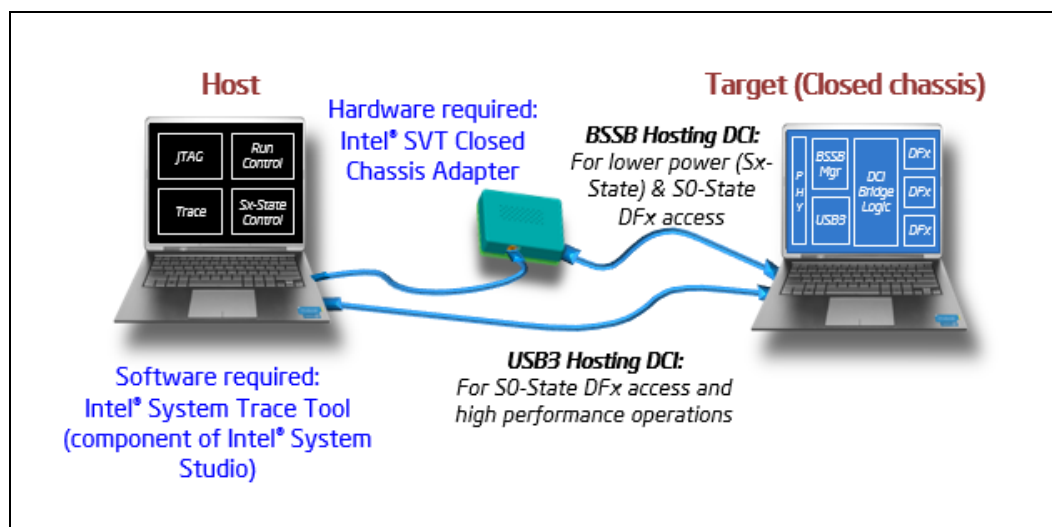 Host
Target (Closed chassis)
Hardware required:
Intel® SVT Closed
Chassis Adapter
BSSB Hosting DCI:
For lower power (Sx-
State) & S0-State
DFx access
JTAG
Run
Control
Trace
Sx-State
Control
P
H
Y
BSSB
Mgr
USB3
DCI
Bridge
Logic
DFx
DFx
DFx
USB3 Hosting DCI:
For S0-State DFx access and
high performance operations
Software required:
Intel® System Trace Tool
(component of Intel® System
Studio)